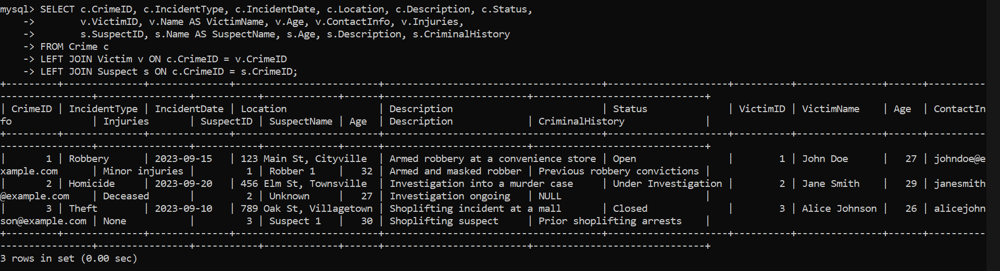 mysql> SELECT c.CrimeID, c.IncidentType, c.IncidentDate, c.Location, c.Description, c.Status,
    ->        v.VictimID, v.Name AS VictimName, v.Age, v.ContactInfo, v.Injuries,
    ->        s.SuspectID, s.Name AS SuspectName, s.Age, s.Description, s.CriminalHistory
    -> FROM Crime c
    -> LEFT JOIN Victim v ON c.CrimeID = v.CrimeID
    -> LEFT JOIN Suspect s ON c.CrimeID = s.CrimeID;
+---------+--------------+--------------+-------------------------+--------------------------------------+---------------------+----------+---------------+------+----------
----------------+----------------+-----------+-------------+------+-------------------------+------------------------------+
| CrimeID | IncidentType | IncidentDate | Location                | Description                          | Status              | VictimID | VictimName    | Age  | ContactIn
fo              | Injuries       | SuspectID | SuspectName | Age  | Description             | CriminalHistory              |
+---------+--------------+--------------+-------------------------+--------------------------------------+---------------------+----------+---------------+------+----------
----------------+----------------+-----------+-------------+------+-------------------------+------------------------------+
|       1 | Robbery      | 2023-09-15   | 123 Main St, Cityville  | Armed robbery at a convenience store | Open                |        1 | John Doe      |   27 | johndoe@e
xample.com      | Minor injuries |         1 | Robber 1    |   32 | Armed and masked robber | Previous robbery convictions |
|       2 | Homicide     | 2023-09-20   | 456 Elm St, Townsville  | Investigation into a murder case     | Under Investigation |        2 | Jane Smith    |   29 | janesmith
@example.com    | Deceased       |         2 | Unknown     |   27 | Investigation ongoing   | NULL                         |
|       3 | Theft        | 2023-09-10   | 789 Oak St, Villagetown | Shoplifting incident at a mall       | Closed              |        3 | Alice Johnson |   26 | alicejohn
son@example.com | None           |         3 | Suspect 1   |   30 | Shoplifting suspect     | Prior shoplifting arrests    |
+---------+--------------+--------------+-------------------------+--------------------------------------+---------------------+----------+---------------+------+----------
----------------+----------------+-----------+-------------+------+-------------------------+------------------------------+
3 rows in set (0.00 sec)